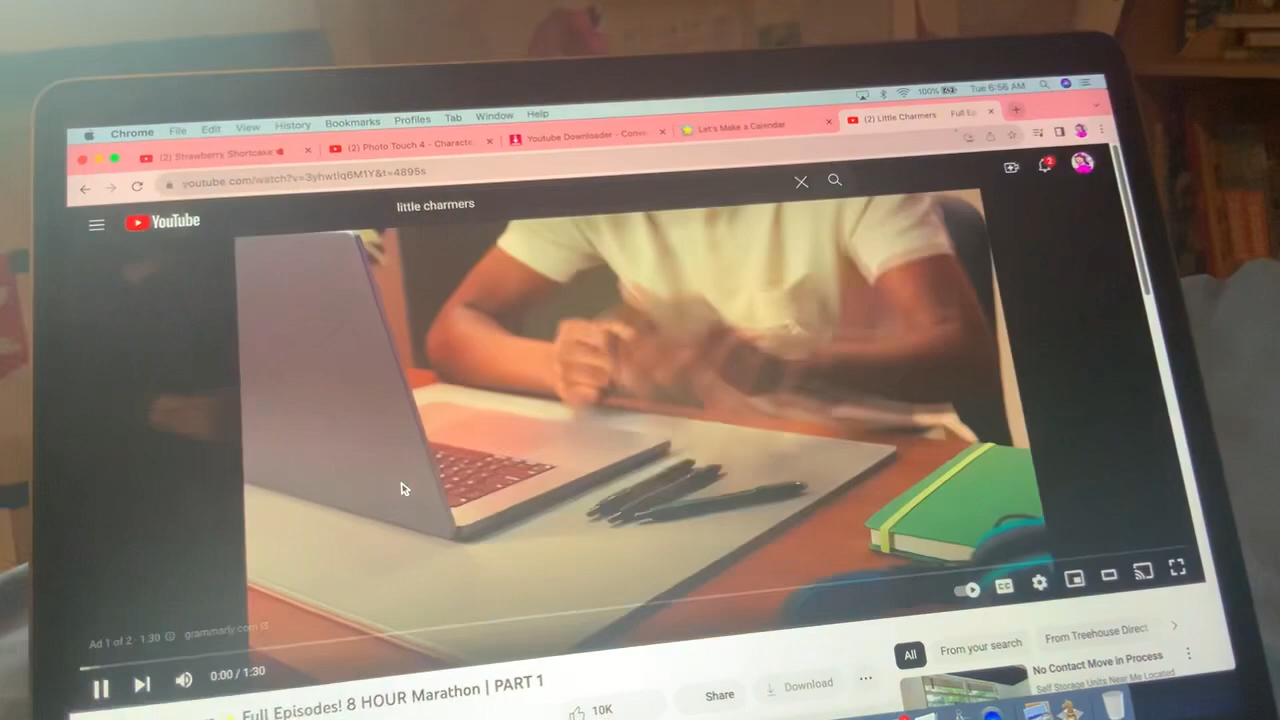 Chrome File Edit View History Bookmarks Profiles Tab Window Help 100% Tue 6:56 AM
(2) Strawberry Shortcake
(2) Photo Touch 4 - Characte
Youtube Downloader - Conve
Let's Make a Calendar
(2) Little Charmers Full Ep
youtube.com/watch?v=3yhwtlq6M1Y&t=4895s
YouTube
little charmers
2
Ad 1 of 2 · 1:30 grammarly.com
CC
0:00 / 1:30
Full Episodes! 8 HOUR Marathon | PART 1
10K
Share
Download
All
From your search
From Treehouse Direct
No Contact Move in Process
Self Storage Units Near Me Located